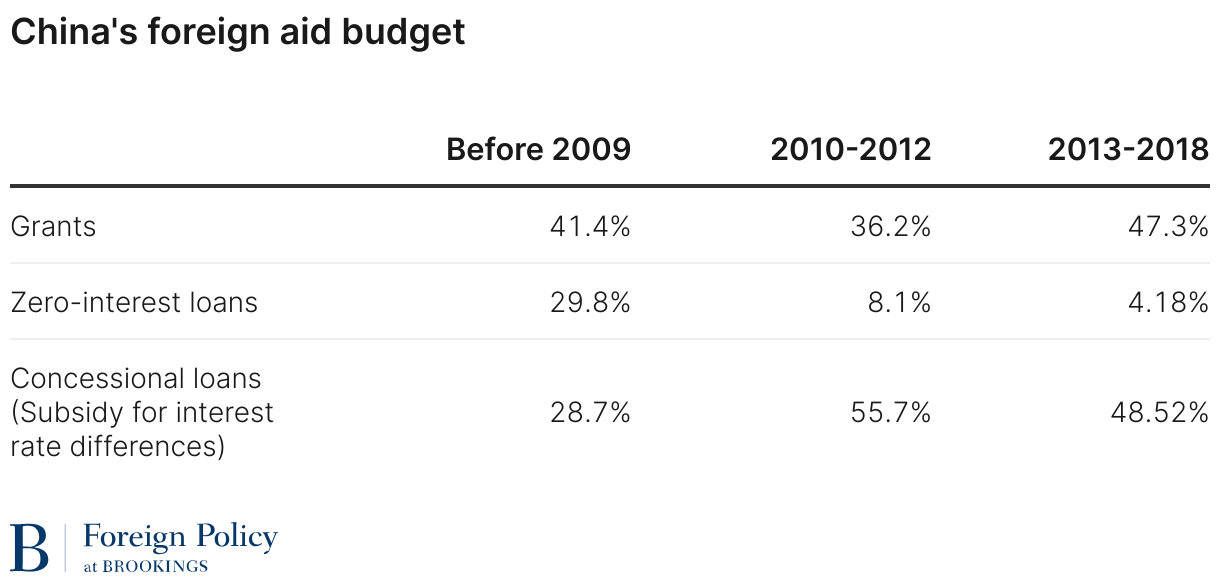 China's foreign aid budget
Before 2009 2010-2012 2013-2018
Grants 41.4% 36.2% 47.3%
Zero-interest loans 29.8% 8.1% 4.18%
Concessional loans
(Subsidy for interest 28.7% 55.7% 48.52%
rate differences)
B Foreign Policy
at BROOKINGS